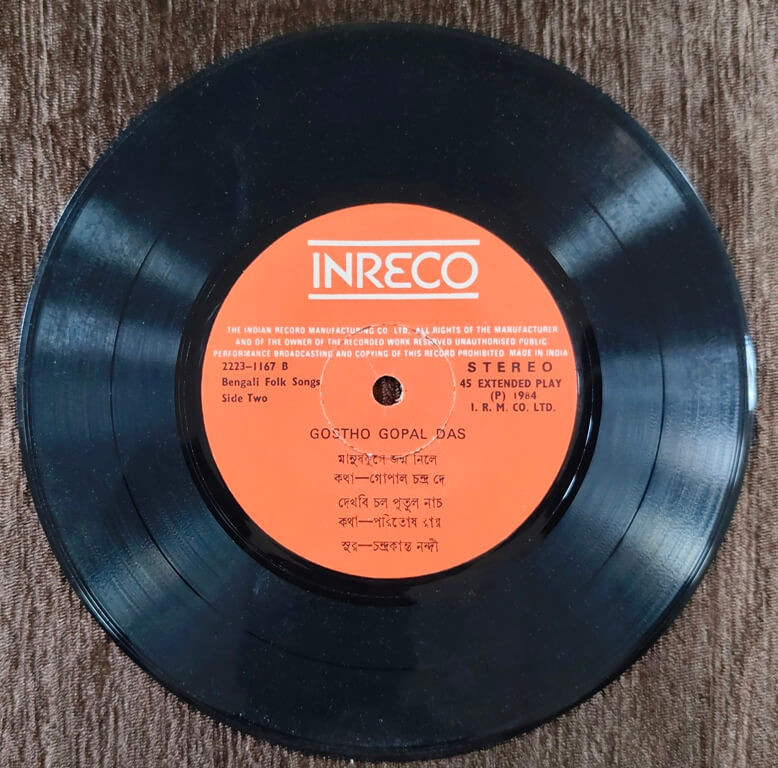 INRECO
THE INDIAN RECORD MANUFACTURING CO LTD. ALL RIGHTS OF THE MANUFACTURER
AND OF THE OWNER OF THE RECORDED WORK RESERVED UNAUTHORISED PUBLIC
PERFORMANCE BROADCASTING AND COPYING OF THIS RECORD PROHIBITED MADE IN INDIA
2223-1167 B
Bengali Folk Songs
Side Two
STEREO
45 EXTENDED PLAY
(P) 1984
I. R. M. CO. LTD.
GOSTHO GOPAL DAS
মানুষকুলে জন্ম নিলে
কথা—গোপাল চন্দ্র দে
দেখবি চল পুতুল নাচ
কথা—পরিতোষ রায়
সুর—চন্দ্রকান্ত নন্দী